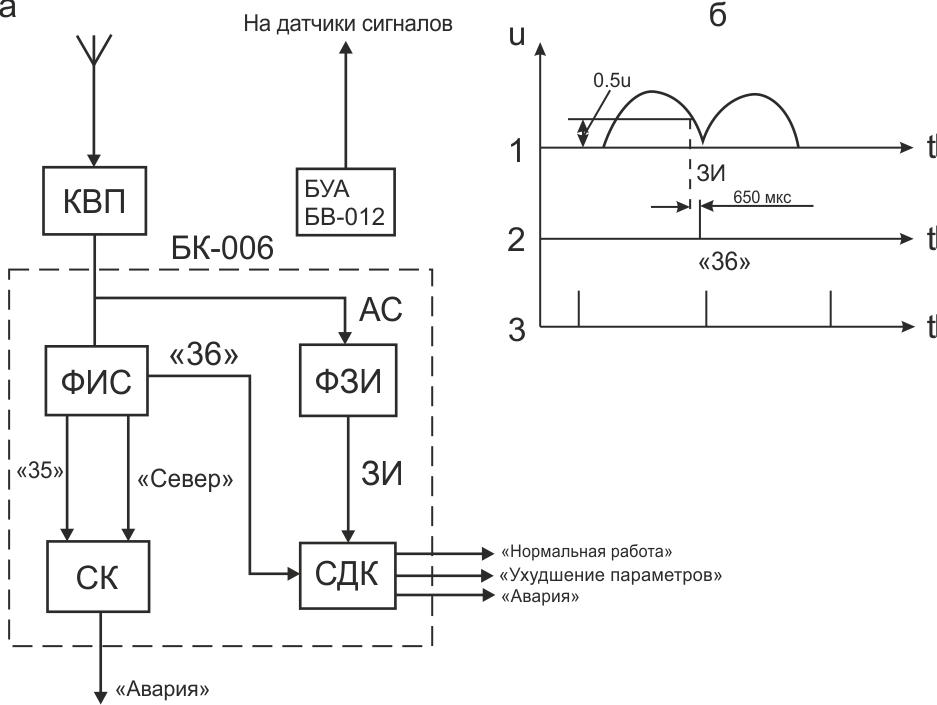 а
На датчики сигналов
КВП
БУА
БВ-012
БК-006
АС
«36»
ФИС
ФЗИ
«35»
«Север»
ЗИ
СК
СДК
«Нормальная работа»
«Ухудшение параметров»
«Авария»
«Авария»
б
u
0.5u
1
t
ЗИ
650 мкс
2
t
«36»
3
t